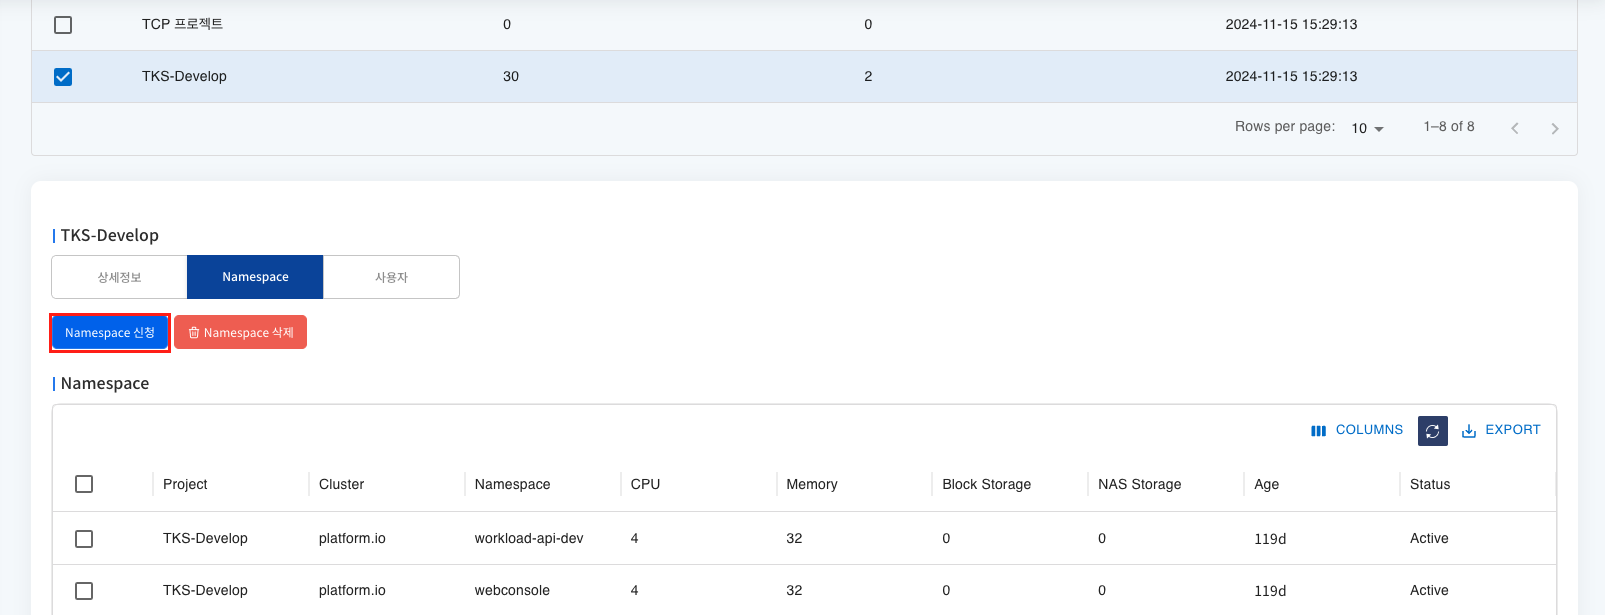 TCP 프로젝트 0 0 2024-11-15 15:29:13
TKS-Develop 30 2 2024-11-15 15:29:13
Rows per page: 10 1–8 of 8
TKS-Develop
상세정보 Namespace 사용자
Namespace 신청 Namespace 삭제
Namespace
COLUMNS EXPORT
Project Cluster Namespace CPU Memory Block Storage NAS Storage Age Status
TKS-Develop platform.io workload-api-dev 4 32 0 0 119d Active
TKS-Develop platform.io webconsole 4 32 0 0 119d Active